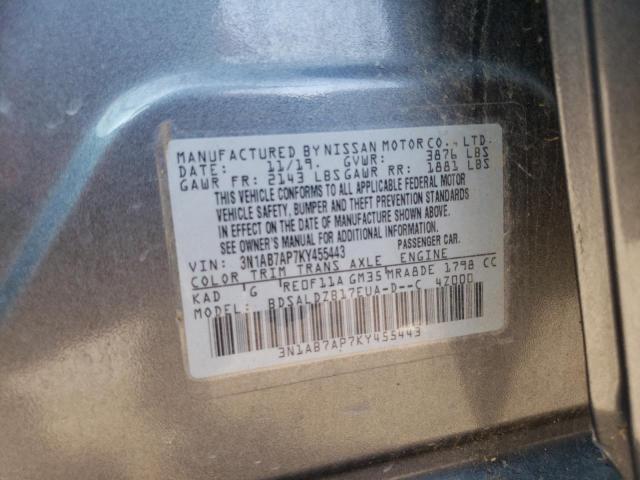 MANUFACTURED BY NISSAN MOTOR CO., LTD.
DATE: 11/19. GVWR: 3876 LBS
GAWR FR: 2143 LBS GAWR RR: 1881 LBS
THIS VEHICLE CONFORMS TO ALL APPLICABLE FEDERAL MOTOR
VEHICLE SAFETY, BUMPER AND THEFT PREVENTION STANDARDS
IN EFFECT ON THE DATE OF MANUFACTURE SHOWN ABOVE.
SEE OWNER'S MANUAL FOR ADDITIONAL INFORMATION.
VIN: 3N1AB7AP7KY455443 PASSENGER CAR.
COLOR TRIM TRANS AXLE ENGINE
KAD G RE0F11A GM35 MRA8DE 1798 CC
MODEL: BDSALDZB17EUA-D--C 4Z000
3N1AB7AP7KY455443